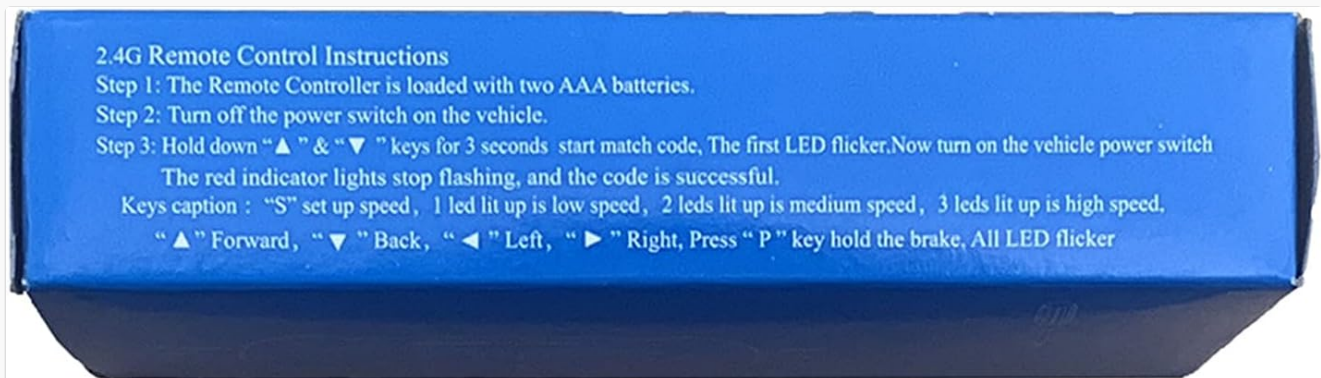 2.4G Remote Control Instructions
Step 1: The Remote Controller is loaded with two AAA batteries.
Step 2: Turn off the power switch on the vehicle.
Step 3: Hold down “▲ ” & “▼ ” keys for 3 seconds start match code, The first LED flicker.Now turn on the vehicle power switch
The red indicator lights stop flashing, and the code is successful.
Keys caption : “S” set up speed, 1 led lit up is low speed, 2 leds lit up is medium speed, 3 leds lit up is high speed.
“ ▲” Forward, “ ▼ ” Back, “ ◀ ” Left, “ ▶ ” Right, Press “ P ” key hold the brake, All LED flicker